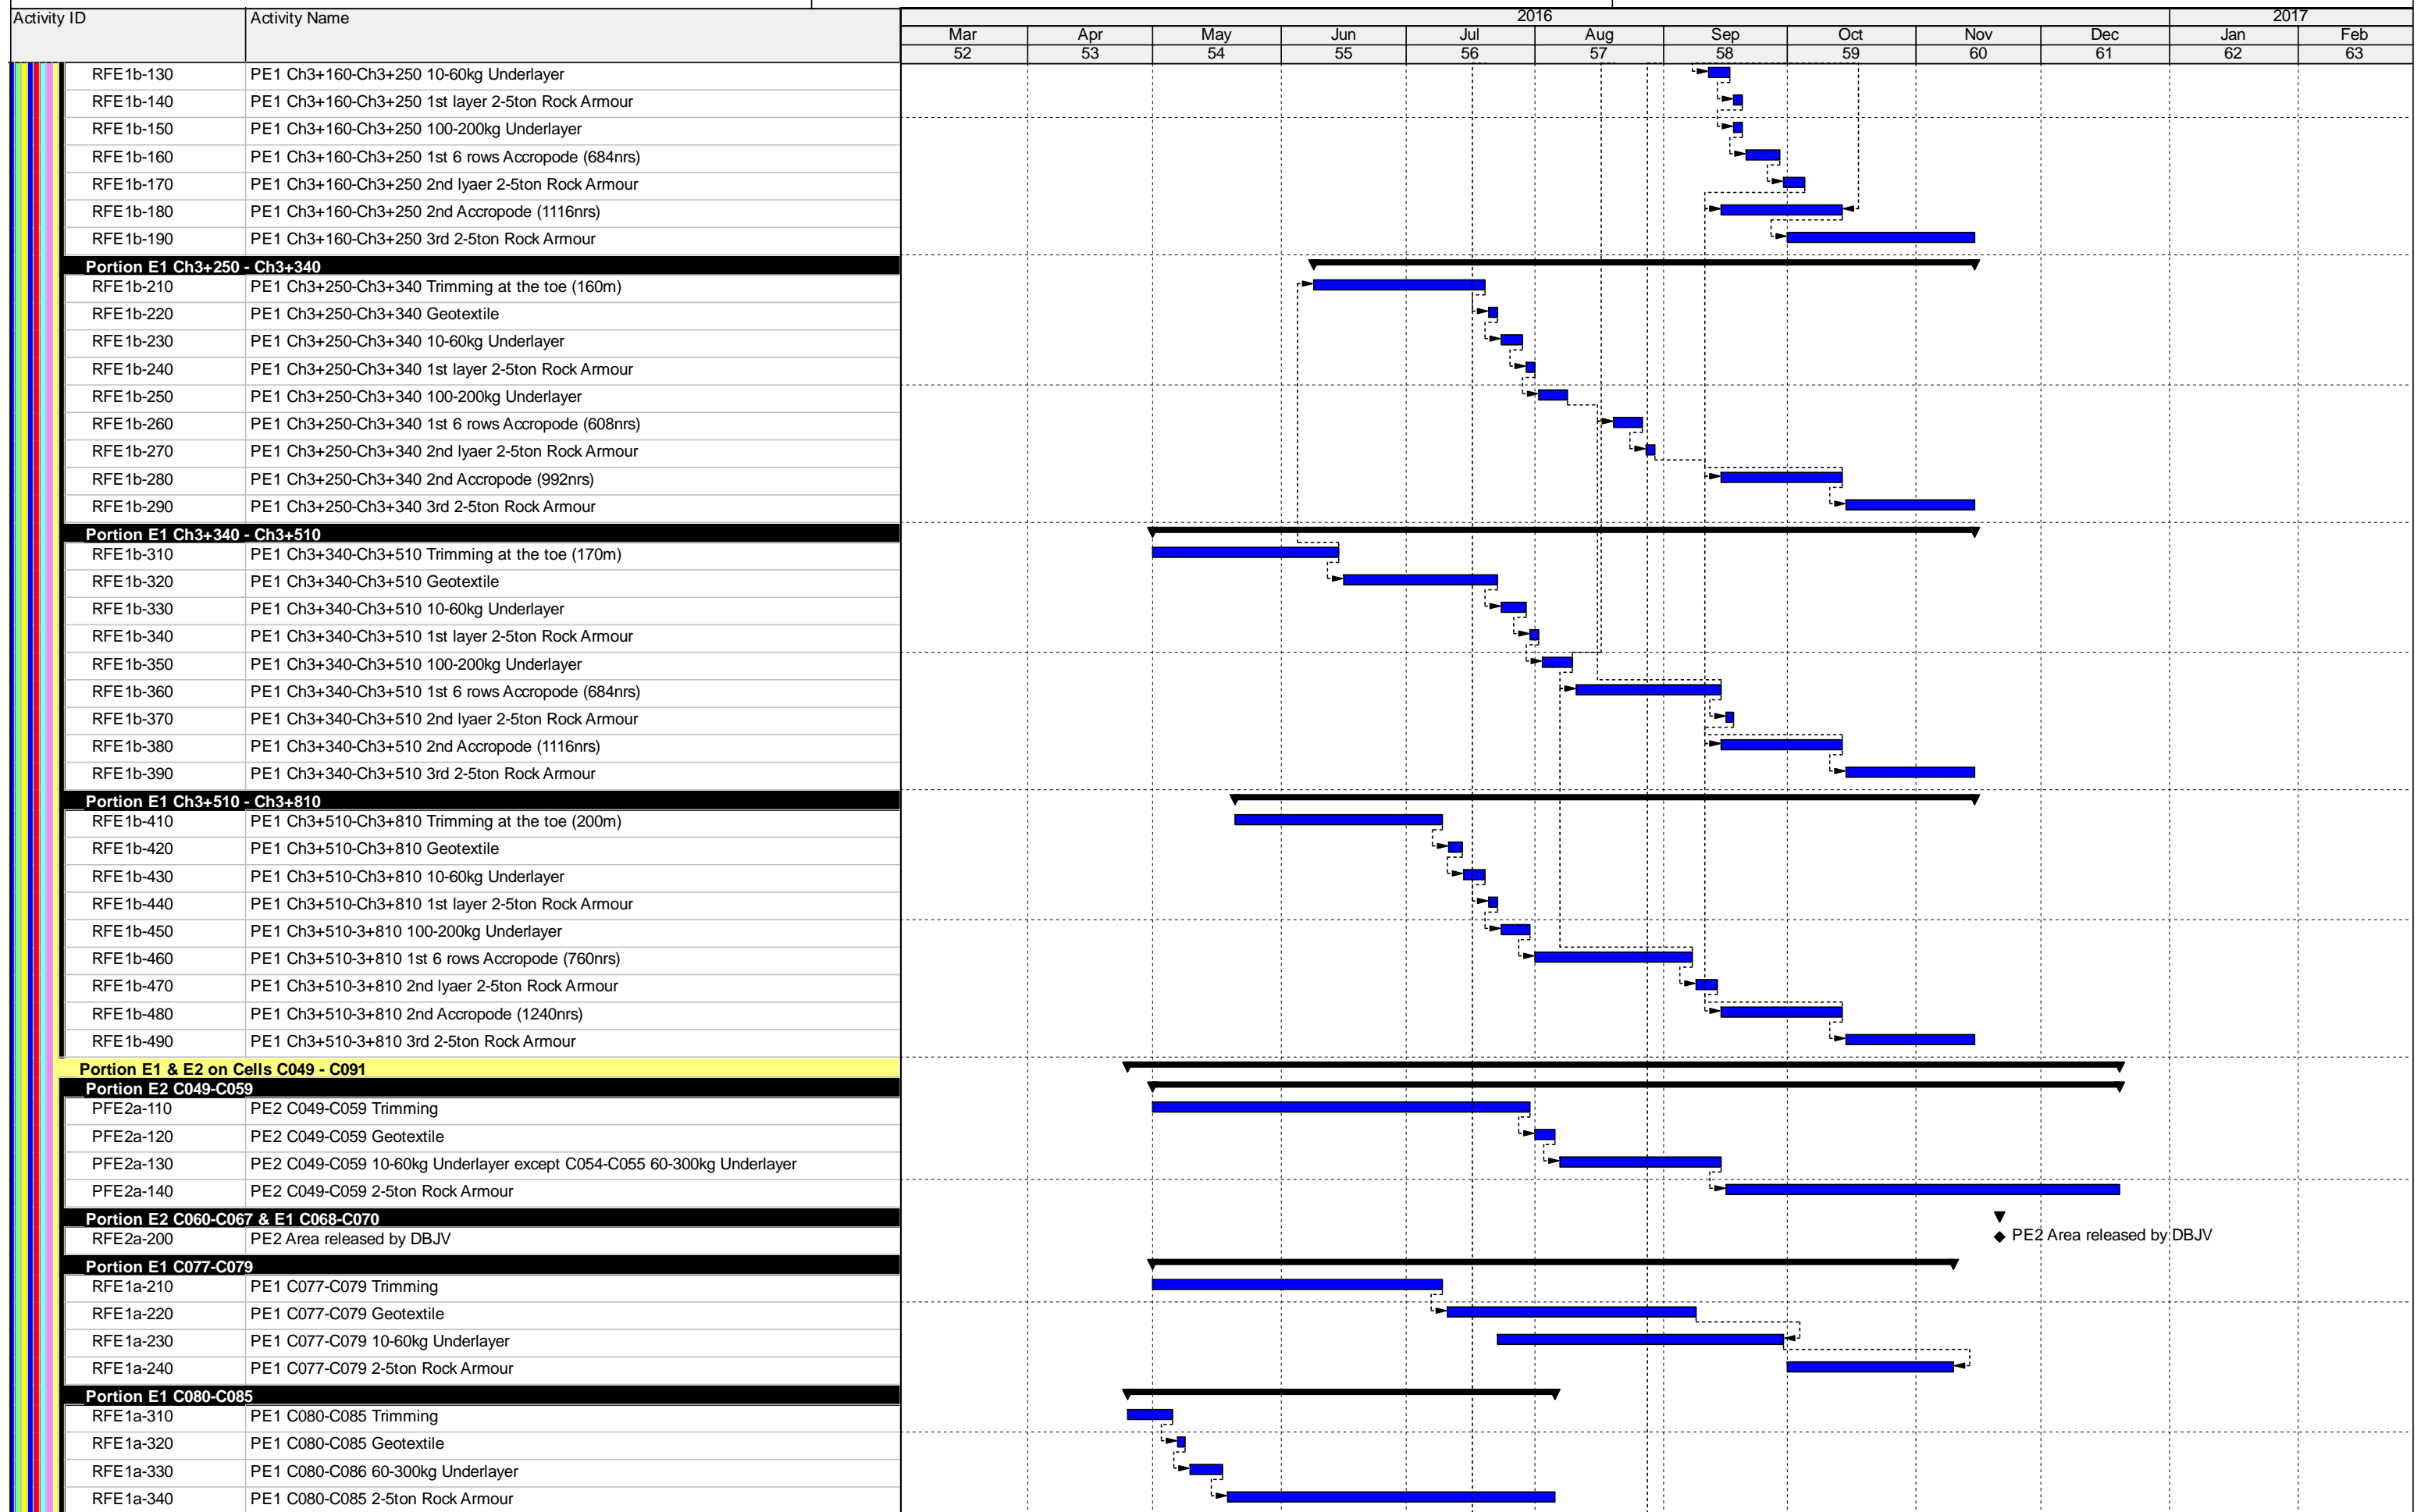 Activity ID Activity Name 2016 2017
Mar Apr May Jun Jul Aug Sep Oct Nov Dec Jan Feb
52 53 54 55 56 57 58 59 60 61 62 63
RFE1b-130 PE1 Ch3+160-Ch3+250 10-60kg Underlayer
RFE1b-140 PE1 Ch3+160-Ch3+250 1st layer 2-5ton Rock Armour
RFE1b-150 PE1 Ch3+160-Ch3+250 100-200kg Underlayer
RFE1b-160 PE1 Ch3+160-Ch3+250 1st 6 rows Accropode (684nrs)
RFE1b-170 PE1 Ch3+160-Ch3+250 2nd lyaer 2-5ton Rock Armour
RFE1b-180 PE1 Ch3+160-Ch3+250 2nd Accropode (1116nrs)
RFE1b-190 PE1 Ch3+160-Ch3+250 3rd 2-5ton Rock Armour
Portion E1 Ch3+250 - Ch3+340
RFE1b-210 PE1 Ch3+250-Ch3+340 Trimming at the toe (160m)
RFE1b-220 PE1 Ch3+250-Ch3+340 Geotextile
RFE1b-230 PE1 Ch3+250-Ch3+340 10-60kg Underlayer
RFE1b-240 PE1 Ch3+250-Ch3+340 1st layer 2-5ton Rock Armour
RFE1b-250 PE1 Ch3+250-Ch3+340 100-200kg Underlayer
RFE1b-260 PE1 Ch3+250-Ch3+340 1st 6 rows Accropode (608nrs)
RFE1b-270 PE1 Ch3+250-Ch3+340 2nd lyaer 2-5ton Rock Armour
RFE1b-280 PE1 Ch3+250-Ch3+340 2nd Accropode (992nrs)
RFE1b-290 PE1 Ch3+250-Ch3+340 3rd 2-5ton Rock Armour
Portion E1 Ch3+340 - Ch3+510
RFE1b-310 PE1 Ch3+340-Ch3+510 Trimming at the toe (170m)
RFE1b-320 PE1 Ch3+340-Ch3+510 Geotextile
RFE1b-330 PE1 Ch3+340-Ch3+510 10-60kg Underlayer
RFE1b-340 PE1 Ch3+340-Ch3+510 1st layer 2-5ton Rock Armour
RFE1b-350 PE1 Ch3+340-Ch3+510 100-200kg Underlayer
RFE1b-360 PE1 Ch3+340-Ch3+510 1st 6 rows Accropode (684nrs)
RFE1b-370 PE1 Ch3+340-Ch3+510 2nd lyaer 2-5ton Rock Armour
RFE1b-380 PE1 Ch3+340-Ch3+510 2nd Accropode (1116nrs)
RFE1b-390 PE1 Ch3+340-Ch3+510 3rd 2-5ton Rock Armour
Portion E1 Ch3+510 - Ch3+810
RFE1b-410 PE1 Ch3+510-Ch3+810 Trimming at the toe (200m)
RFE1b-420 PE1 Ch3+510-Ch3+810 Geotextile
RFE1b-430 PE1 Ch3+510-Ch3+810 10-60kg Underlayer
RFE1b-440 PE1 Ch3+510-Ch3+810 1st layer 2-5ton Rock Armour
RFE1b-450 PE1 Ch3+510-3+810 100-200kg Underlayer
RFE1b-460 PE1 Ch3+510-3+810 1st 6 rows Accropode (760nrs)
RFE1b-470 PE1 Ch3+510-3+810 2nd lyaer 2-5ton Rock Armour
RFE1b-480 PE1 Ch3+510-3+810 2nd Accropode (1240nrs)
RFE1b-490 PE1 Ch3+510-3+810 3rd 2-5ton Rock Armour
Portion E1 & E2 on Cells C049 - C091
Portion E2 C049-C059
PFE2a-110 PE2 C049-C059 Trimming
PFE2a-120 PE2 C049-C059 Geotextile
PFE2a-130 PE2 C049-C059 10-60kg Underlayer except C054-C055 60-300kg Underlayer
PFE2a-140 PE2 C049-C059 2-5ton Rock Armour
Portion E2 C060-C067 & E1 C068-C070
RFE2a-200 PE2 Area released by DBJV PE2 Area released by DBJV
Portion E1 C077-C079
RFE1a-210 PE1 C077-C079 Trimming
RFE1a-220 PE1 C077-C079 Geotextile
RFE1a-230 PE1 C077-C079 10-60kg Underlayer
RFE1a-240 PE1 C077-C079 2-5ton Rock Armour
Portion E1 C080-C085
RFE1a-310 PE1 C080-C085 Trimming
RFE1a-320 PE1 C080-C085 Geotextile
RFE1a-330 PE1 C080-C086 60-300kg Underlayer
RFE1a-340 PE1 C080-C085 2-5ton Rock Armour